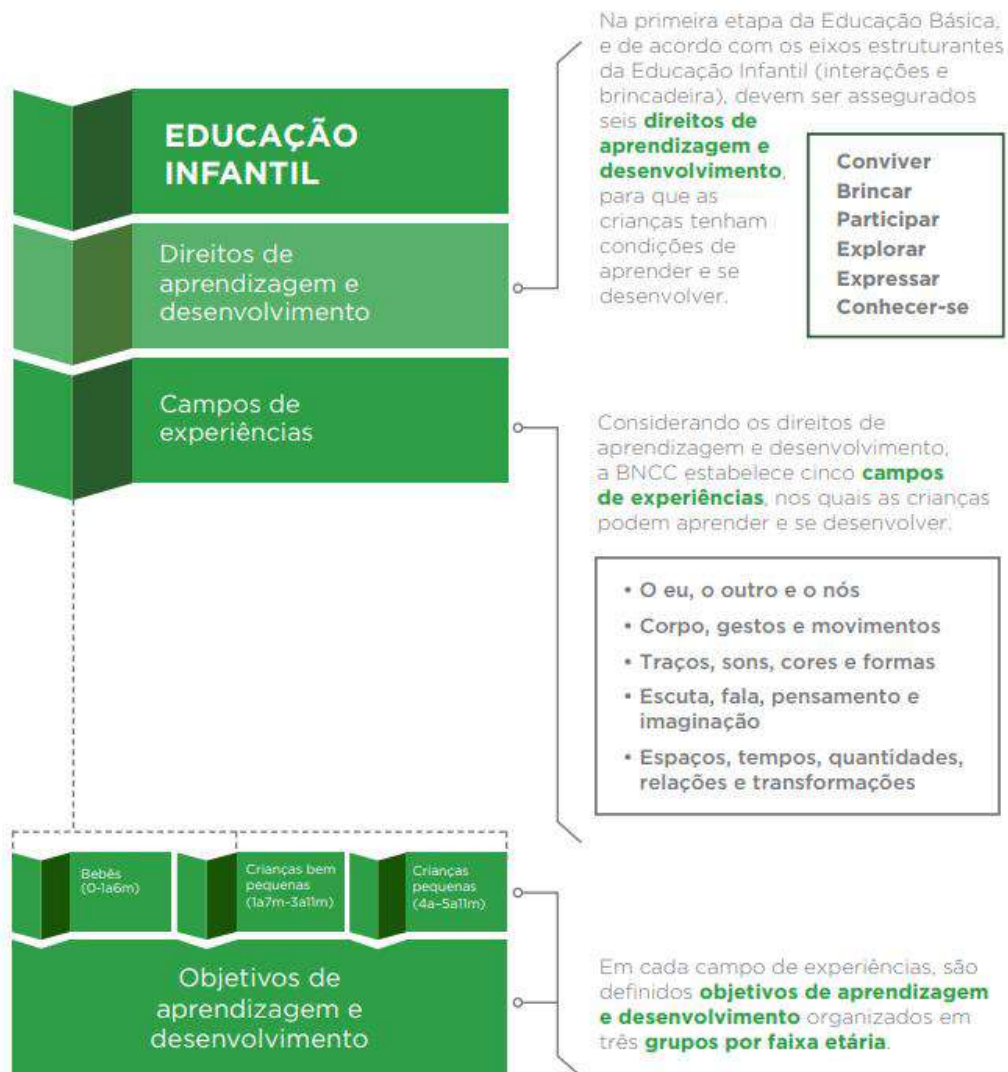 EDUCAÇÃO
INFANTIL
Direitos de
aprendizagem e
desenvolvimento
Na primeira etapa da Educação Básica,
e de acordo com os eixos estruturantes
da Educação Infantil (interações e
brincadeira), devem ser assegurados
seis direitos de
aprendizagem e
desenvolvimento,
para que as
crianças tenham
condições de
aprender e se
desenvolver.
Conviver
Brincar
Participar
Explorar
Expressar
Conhecer-se
Campos de
experiências
Considerando os direitos de
aprendizagem e desenvolvimento,
a BNCC estabelece cinco campos
de experiências, nos quais as crianças
podem aprender e se desenvolver.
• O eu, o outro e o nós
• Corpo, gestos e movimentos
• Traços, sons, cores e formas
• Escuta, fala, pensamento e
imaginação
• Espaços, tempos, quantidades,
relações e transformações
Bebês
(0-1a6m)
Crianças bem
pequenas
(1a7m-3a11m)
Crianças
pequenas
(4a-5a11m)
Objetivos de
aprendizagem e
desenvolvimento
Em cada campo de experiências, são
definidos objetivos de aprendizagem
e desenvolvimento organizados em
três grupos por faixa etária.